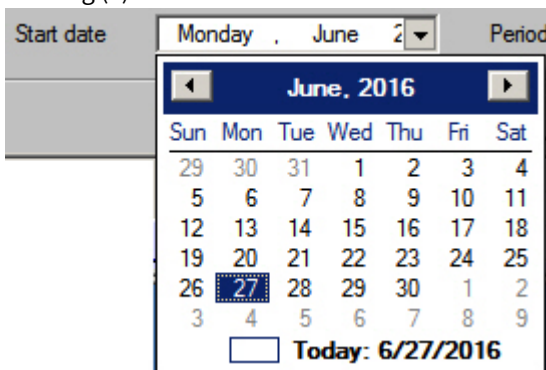 Start date Monday , June 2 Period
June, 2016
Sun Mon Tue Wed Thu Fri Sat
29 30 31 1 2 3 4
5 6 7 8 9 10 11
12 13 14 15 16 17 18
19 20 21 22 23 24 25
26 27 28 29 30 1 2
3 4 5 6 7 8 9
Today: 6/27/2016